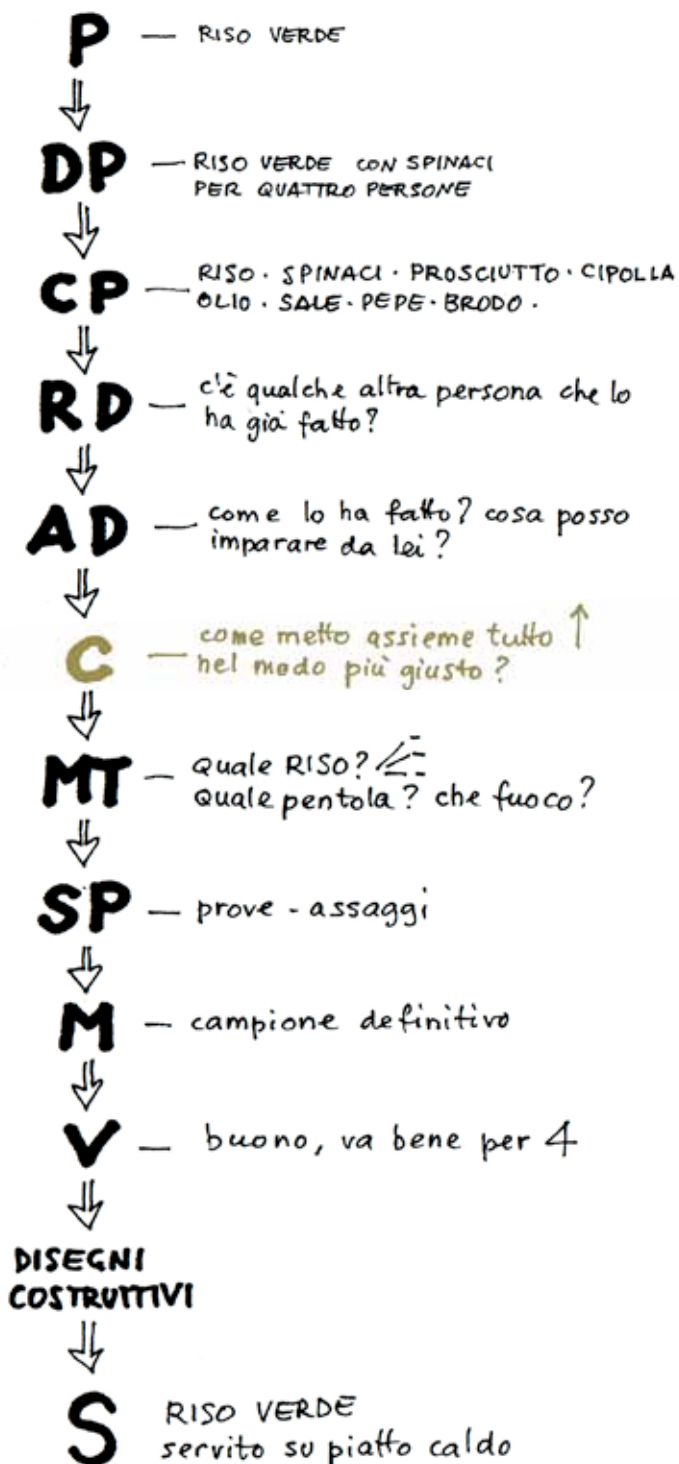 P — RISO VERDE
DP — RISO VERDE CON SPINACI
PER QUATTRO PERSONE
CP — RISO · SPINACI · PROSCIUTTO · CIPOLLA
OLIO · SALE · PEPE · BRODO ·
RD — c'è qualche altra persona che lo
ha già fatto?
AD — come lo ha fatto? cosa posso
imparare da lei?
C — come metto assieme tutto
nel modo più giusto?
MT — quale RISO?
quale pentola? che fuoco?
SP — prove - assaggi
M — campione definitivo
V — buono, va bene per 4
DISEGNI
COSTRUTTIVI
S RISO VERDE
servito su piatto caldo